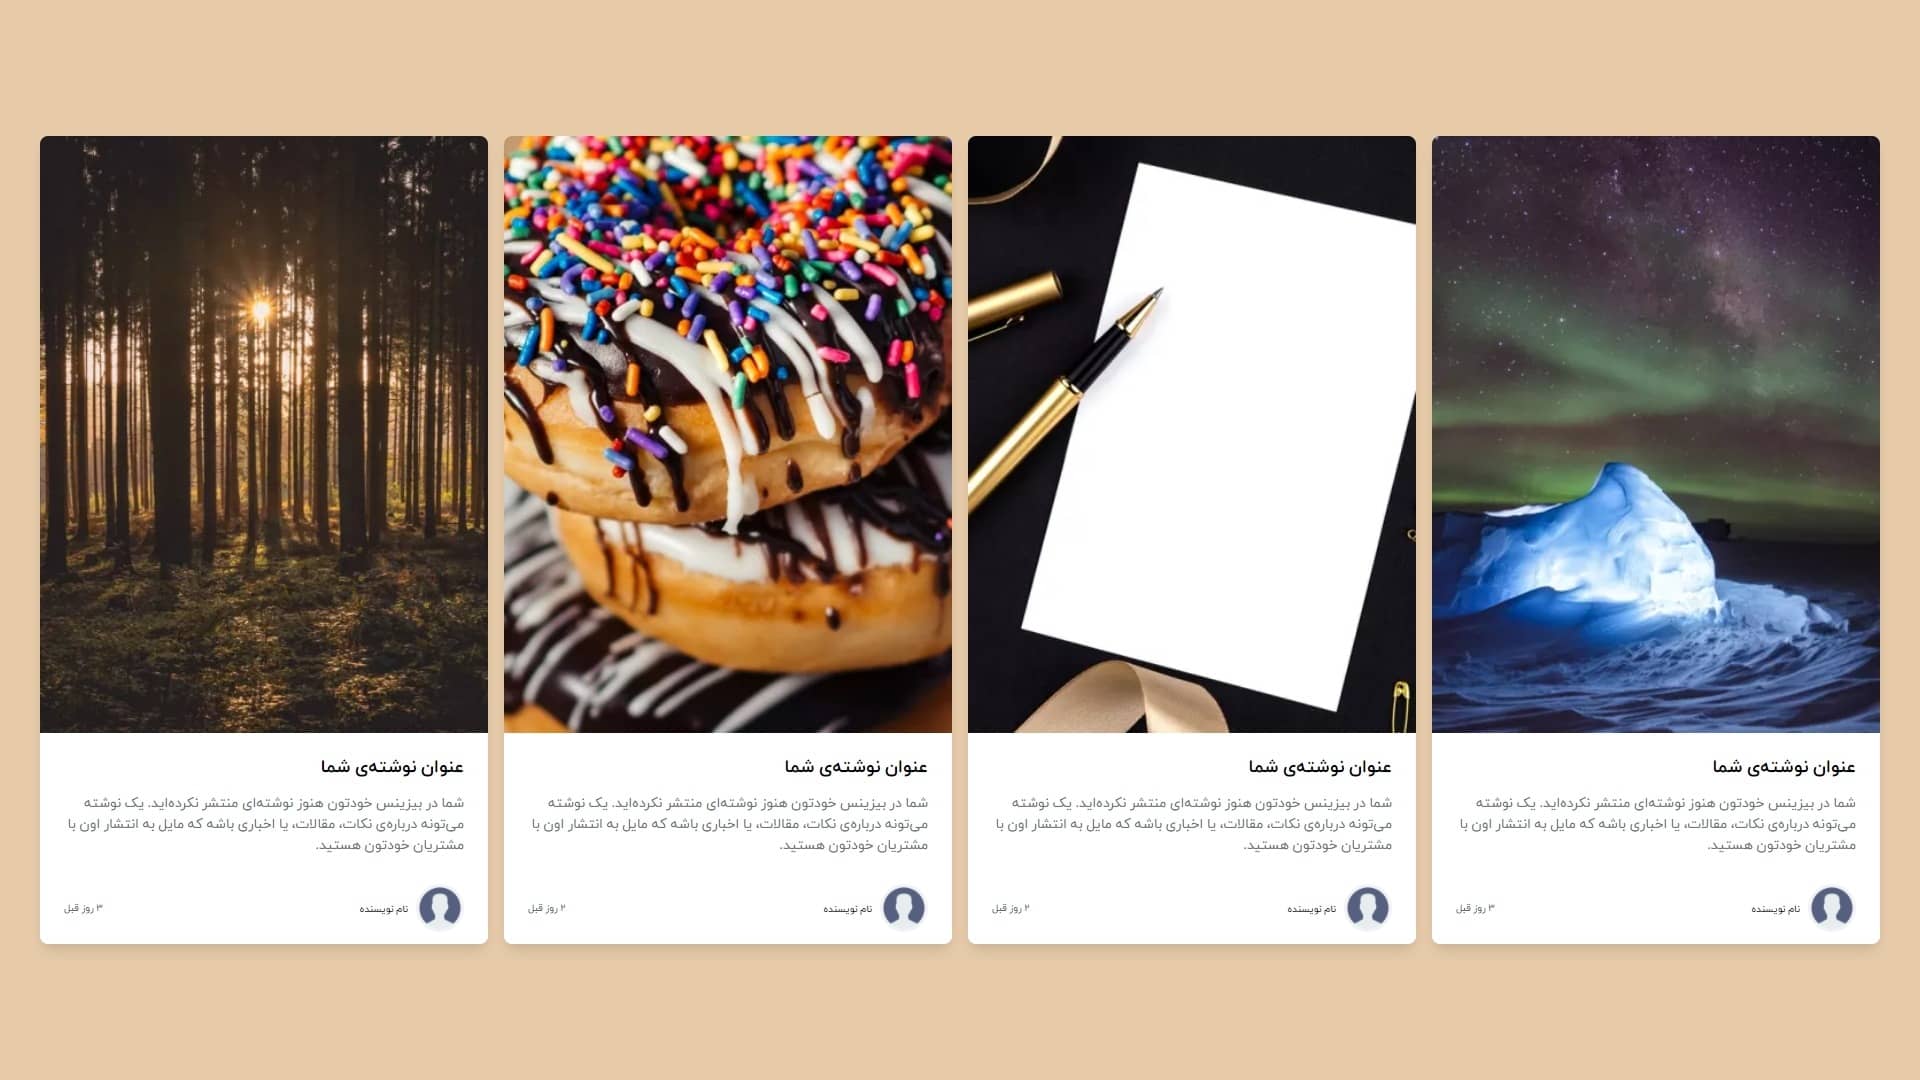 عنوان نوشته‌ی شما
شما در بیزینس خودتون هنوز نوشته‌ای منتشر نکرده‌اید. یک نوشته
می‌تونه درباره‌ی نکات، مقالات، یا اخباری باشه که مایل به انتشار اون با
مشتریان خودتون هستید.
نام نویسنده
۳ روز قبل
عنوان نوشته‌ی شما
شما در بیزینس خودتون هنوز نوشته‌ای منتشر نکرده‌اید. یک نوشته
می‌تونه درباره‌ی نکات، مقالات، یا اخباری باشه که مایل به انتشار اون با
مشتریان خودتون هستید.
نام نویسنده
۲ روز قبل
عنوان نوشته‌ی شما
شما در بیزینس خودتون هنوز نوشته‌ای منتشر نکرده‌اید. یک نوشته
می‌تونه درباره‌ی نکات، مقالات، یا اخباری باشه که مایل به انتشار اون با
مشتریان خودتون هستید.
نام نویسنده
۲ روز قبل
عنوان نوشته‌ی شما
شما در بیزینس خودتون هنوز نوشته‌ای منتشر نکرده‌اید. یک نوشته
می‌تونه درباره‌ی نکات، مقالات، یا اخباری باشه که مایل به انتشار اون با
مشتریان خودتون هستید.
نام نویسنده
۳ روز قبل